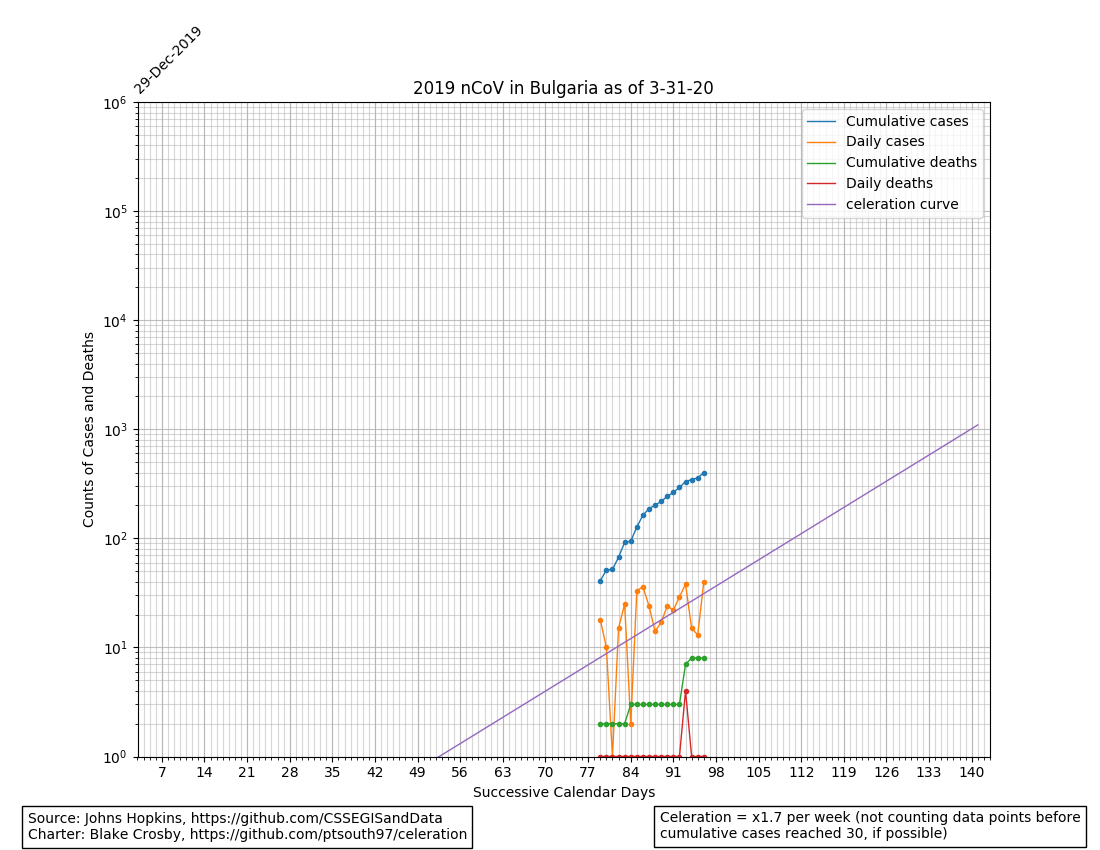 29-Dec-2019
2019 nCoV in Bulgaria as of 3-31-20
10^6
10^5
10^4
10^3
10^2
10^1
10^0
Counts of Cases and Deaths
Cumulative cases
Daily cases
Cumulative deaths
Daily deaths
celeration curve
7 14 21 28 35 42 49 56 63 70 77 84 91 98 105 112 119 126 133 140
Successive Calendar Days
Source: Johns Hopkins, https://github.com/CSSEGISandData
Charter: Blake Crosby, https://github.com/ptsouth97/celeration
Celeration = x1.7 per week (not counting data points before
cumulative cases reached 30, if possible)